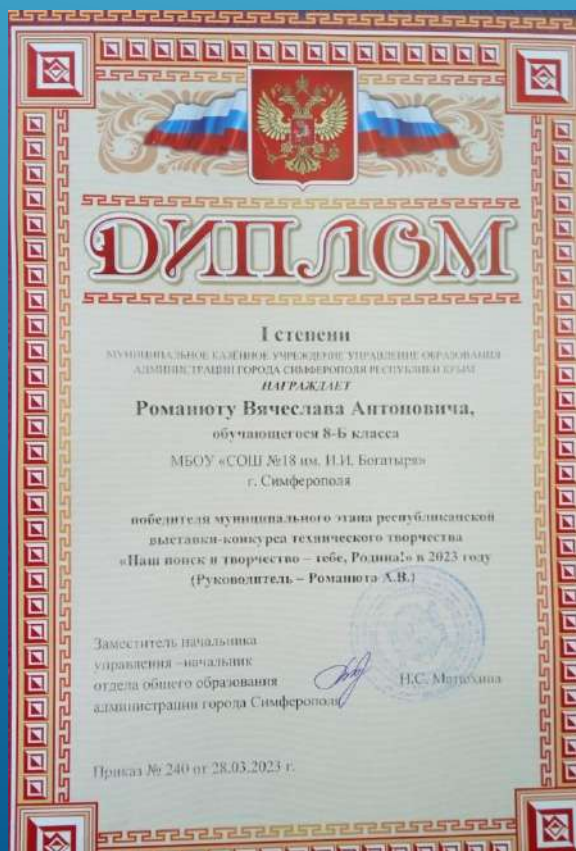 ДИПЛОМ
I степени
МУНИЦИПАЛЬНОЕ КАЗЁННОЕ УЧРЕЖДЕНИЕ УПРАВЛЕНИЕ ОБРАЗОВАНИЯ
АДМИНИСТРАЦИИ ГОРОДА СИМФЕРОПОЛЯ РЕСПУБЛИКИ КРЫМ
НАГРАЖДАЕТ
Романюту Вячеслава Антоновича,
обучающегося 8-Б класса
МБОУ «СОШ №18 им. И.И. Богатыря»
г. Симферополя
победителя муниципального этапа республиканской
выставки-конкурса технического творчества
«Наш поиск и творчество – тебе, Родина!» в 2023 году
(Руководитель – Романюта А.В.)
Заместитель начальника
управления –начальник
отдела общего образования Н.С.
администрации города Симферополя
Приказ № 240 от 28.03.2023 г.